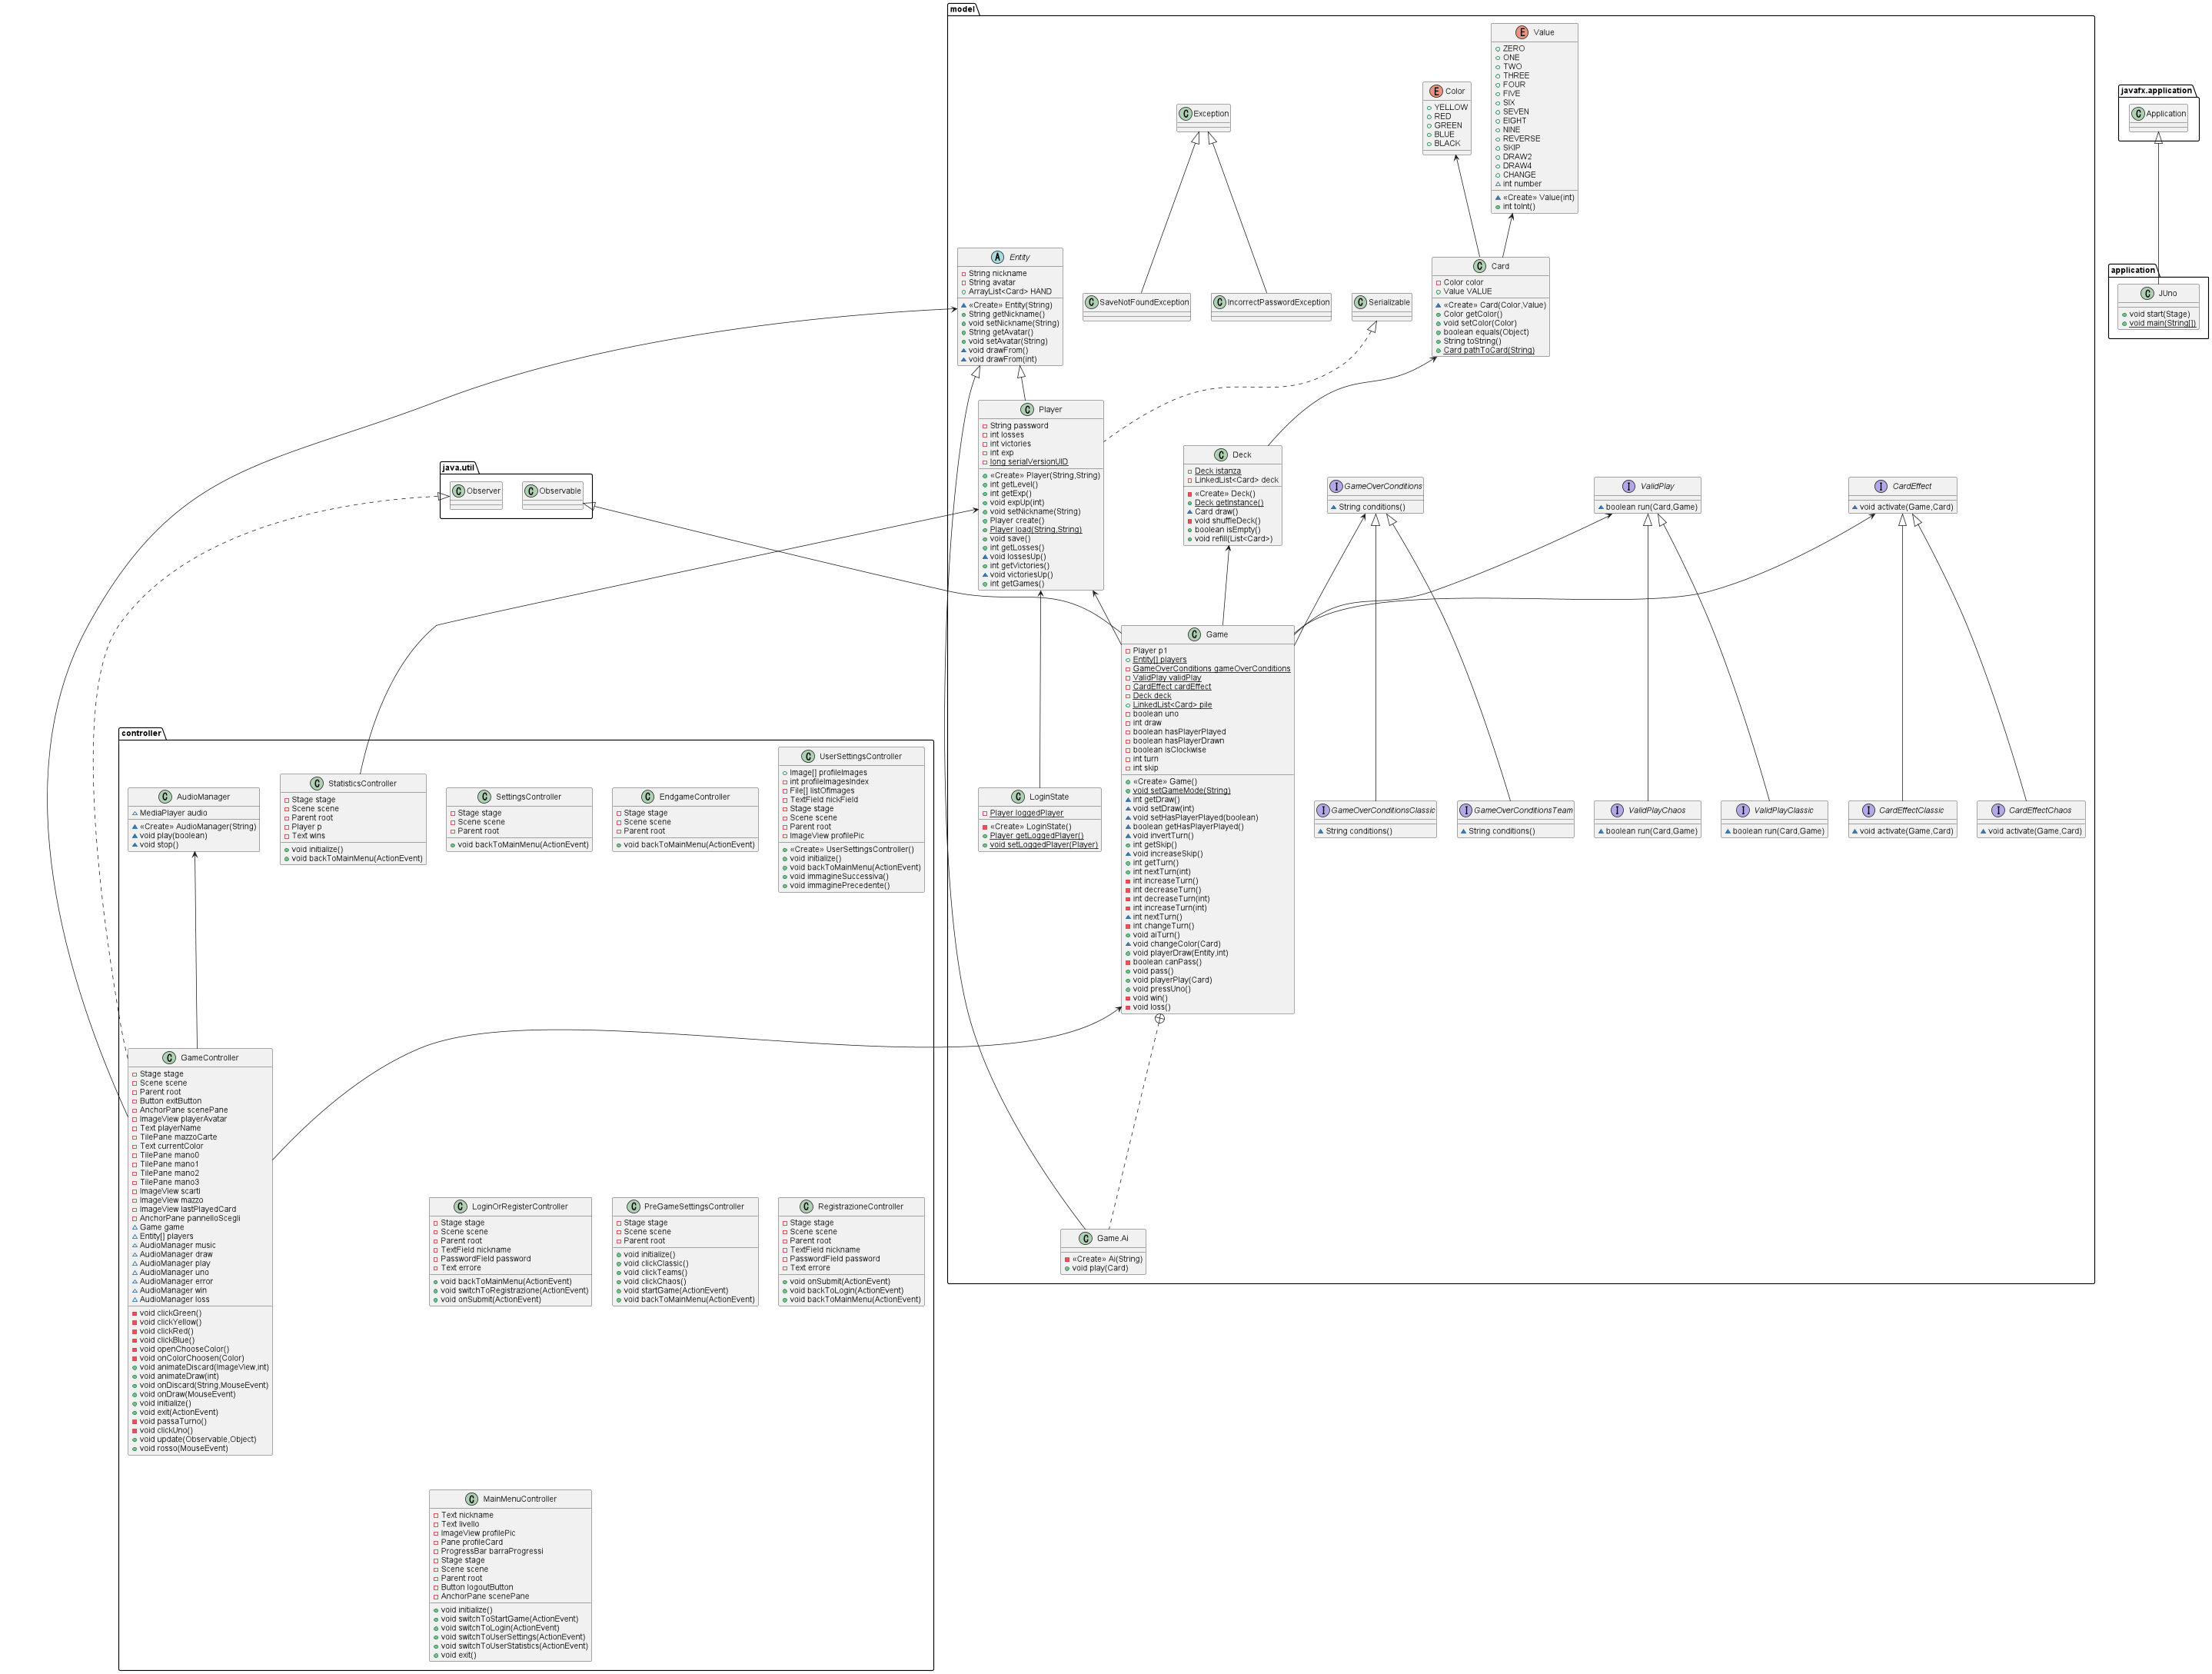 model
Value
ZERO
ONE
TWO
THREE
FOUR
FIVE
SIX
SEVEN
EIGHT
NINE
REVERSE
SKIP
DRAW2
DRAW4
CHANGE
int number
«Create» Value(int)
int toInt()
Color
YELLOW
RED
GREEN
BLUE
BLACK
Exception
javafx.application
Application
Entity
String nickname
String avatar
ArrayList<Card> HAND
«Create» Entity(String)
String getNickname()
void setNickname(String)
String getAvatar()
void setAvatar(String)
void drawFrom()
void drawFrom(int)
SaveNotFoundException
IncorrectPasswordException
Serializable
Card
Color color
Value VALUE
«Create» Card(Color,Value)
Color getColor()
void setColor(Color)
boolean equals(Object)
String toString()
Card pathToCard(String)
application
JUno
void start(Stage)
void main(String[])
java.util
Observer
Observable
Player
String password
int losses
int victories
int exp
long serialVersionUID
«Create» Player(String,String)
int getLevel()
int getExp()
void expUp(int)
void setNickname(String)
Player create()
Player load(String,String)
void save()
int getLosses()
void lossesUp()
int getVictories()
void victoriesUp()
int getGames()
Deck
Deck istanza
LinkedList<Card> deck
«Create» Deck()
Deck getInstance()
Card draw()
void shuffleDeck()
boolean isEmpty()
void refill(List<Card>)
GameOverConditions
String conditions()
ValidPlay
boolean run(Card,Game)
CardEffect
void activate(Game,Card)
Game
Player p1
Entity[] players
GameOverConditions gameOverConditions
ValidPlay validPlay
CardEffect cardEffect
Deck deck
LinkedList<Card> pile
boolean uno
int draw
boolean hasPlayerPlayed
boolean hasPlayerDrawn
boolean isClockwise
int turn
int skip
«Create» Game()
void setGameMode(String)
int getDraw()
void setDraw(int)
void setHasPlayerPlayed(boolean)
boolean getHasPlayerPlayed()
void invertTurn()
int getSkip()
void increaseSkip()
int getTurn()
int nextTurn(int)
int increaseTurn()
int decreaseTurn()
int decreaseTurn(int)
int increaseTurn(int)
int nextTurn()
int changeTurn()
void aiTurn()
void changeColor(Card)
void playerDraw(Entity,int)
boolean canPass()
void pass()
void playerPlay(Card)
void pressUno()
void win()
void loss()
LoginState
Player loggedPlayer
«Create» LoginState()
Player getLoggedPlayer()
void setLoggedPlayer(Player)
GameOverConditionsClassic
String conditions()
GameOverConditionsTeam
String conditions()
ValidPlayChaos
boolean run(Card,Game)
ValidPlayClassic
boolean run(Card,Game)
CardEffectClassic
void activate(Game,Card)
CardEffectChaos
void activate(Game,Card)
Game.Ai
«Create» Ai(String)
void play(Card)
controller
AudioManager
MediaPlayer audio
«Create» AudioManager(String)
void play(boolean)
void stop()
StatisticsController
Stage stage
Scene scene
Parent root
Player p
Text wins
void initialize()
void backToMainMenu(ActionEvent)
SettingsController
Stage stage
Scene scene
Parent root
void backToMainMenu(ActionEvent)
EndgameController
Stage stage
Scene scene
Parent root
void backToMainMenu(ActionEvent)
UserSettingsController
Image[] profileImages
int profileImagesIndex
File[] listOfImages
TextField nickField
Stage stage
Scene scene
Parent root
ImageView profilePic
«Create» UserSettingsController()
void initialize()
void backToMainMenu(ActionEvent)
void immagineSuccessiva()
void immaginePrecedente()
GameController
Stage stage
Scene scene
Parent root
Button exitButton
AnchorPane scenePane
ImageView playerAvatar
Text playerName
TilePane mazzoCarte
Text currentColor
TilePane mano0
TilePane mano1
TilePane mano2
TilePane mano3
ImageView scarti
ImageView mazzo
ImageView lastPlayedCard
AnchorPane pannelloScegli
Game game
Entity[] players
AudioManager music
AudioManager draw
AudioManager play
AudioManager uno
AudioManager error
AudioManager win
AudioManager loss
void clickGreen()
void clickYellow()
void clickRed()
void clickBlue()
void openChooseColor()
void onColorChoosen(Color)
void animateDiscard(ImageView,int)
void animateDraw(int)
void onDiscard(String,MouseEvent)
void onDraw(MouseEvent)
void initialize()
void exit(ActionEvent)
void passaTurno()
void clickUno()
void update(Observable,Object)
void rosso(MouseEvent)
LoginOrRegisterController
Stage stage
Scene scene
Parent root
TextField nickname
PasswordField password
Text errore
void backToMainMenu(ActionEvent)
void switchToRegistrazione(ActionEvent)
void onSubmit(ActionEvent)
PreGameSettingsController
Stage stage
Scene scene
Parent root
void initialize()
void clickClassic()
void clickTeams()
void clickChaos()
void startGame(ActionEvent)
void backToMainMenu(ActionEvent)
RegistrazioneController
Stage stage
Scene scene
Parent root
TextField nickname
PasswordField password
Text errore
void onSubmit(ActionEvent)
void backToLogin(ActionEvent)
void backToMainMenu(ActionEvent)
MainMenuController
Text nickname
Text livello
ImageView profilePic
Pane profileCard
ProgressBar barraProgressi
Stage stage
Scene scene
Parent root
Button logoutButton
AnchorPane scenePane
void initialize()
void switchToStartGame(ActionEvent)
void switchToLogin(ActionEvent)
void switchToUserSettings(ActionEvent)
void switchToUserStatistics(ActionEvent)
void exit()